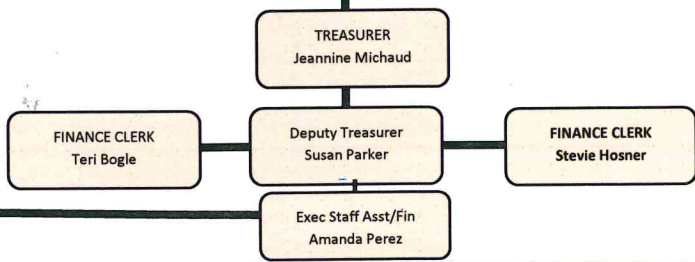 TREASURER
Jeannine Michaud
FINANCE CLERK
Teri Bogle
Deputy Treasurer
Susan Parker
FINANCE CLERK
Stevie Hosner
Exec Staff Asst/Fin
Amanda Perez